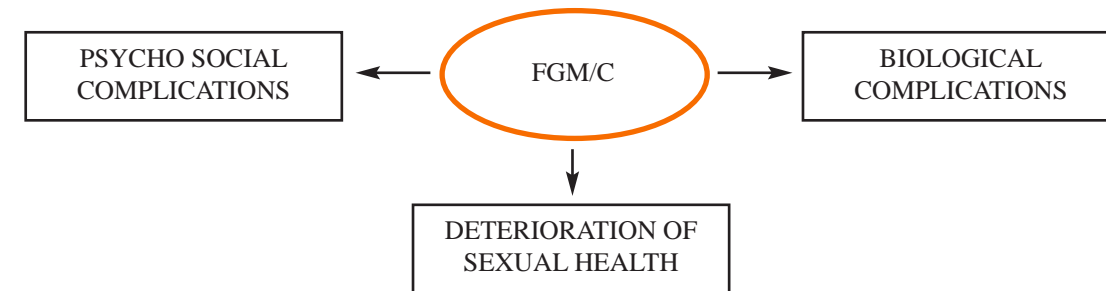 PSYCHO SOCIAL
COMPLICATIONS
FGM/C
BIOLOGICAL
COMPLICATIONS
DETERIORATION OF
SEXUAL HEALTH